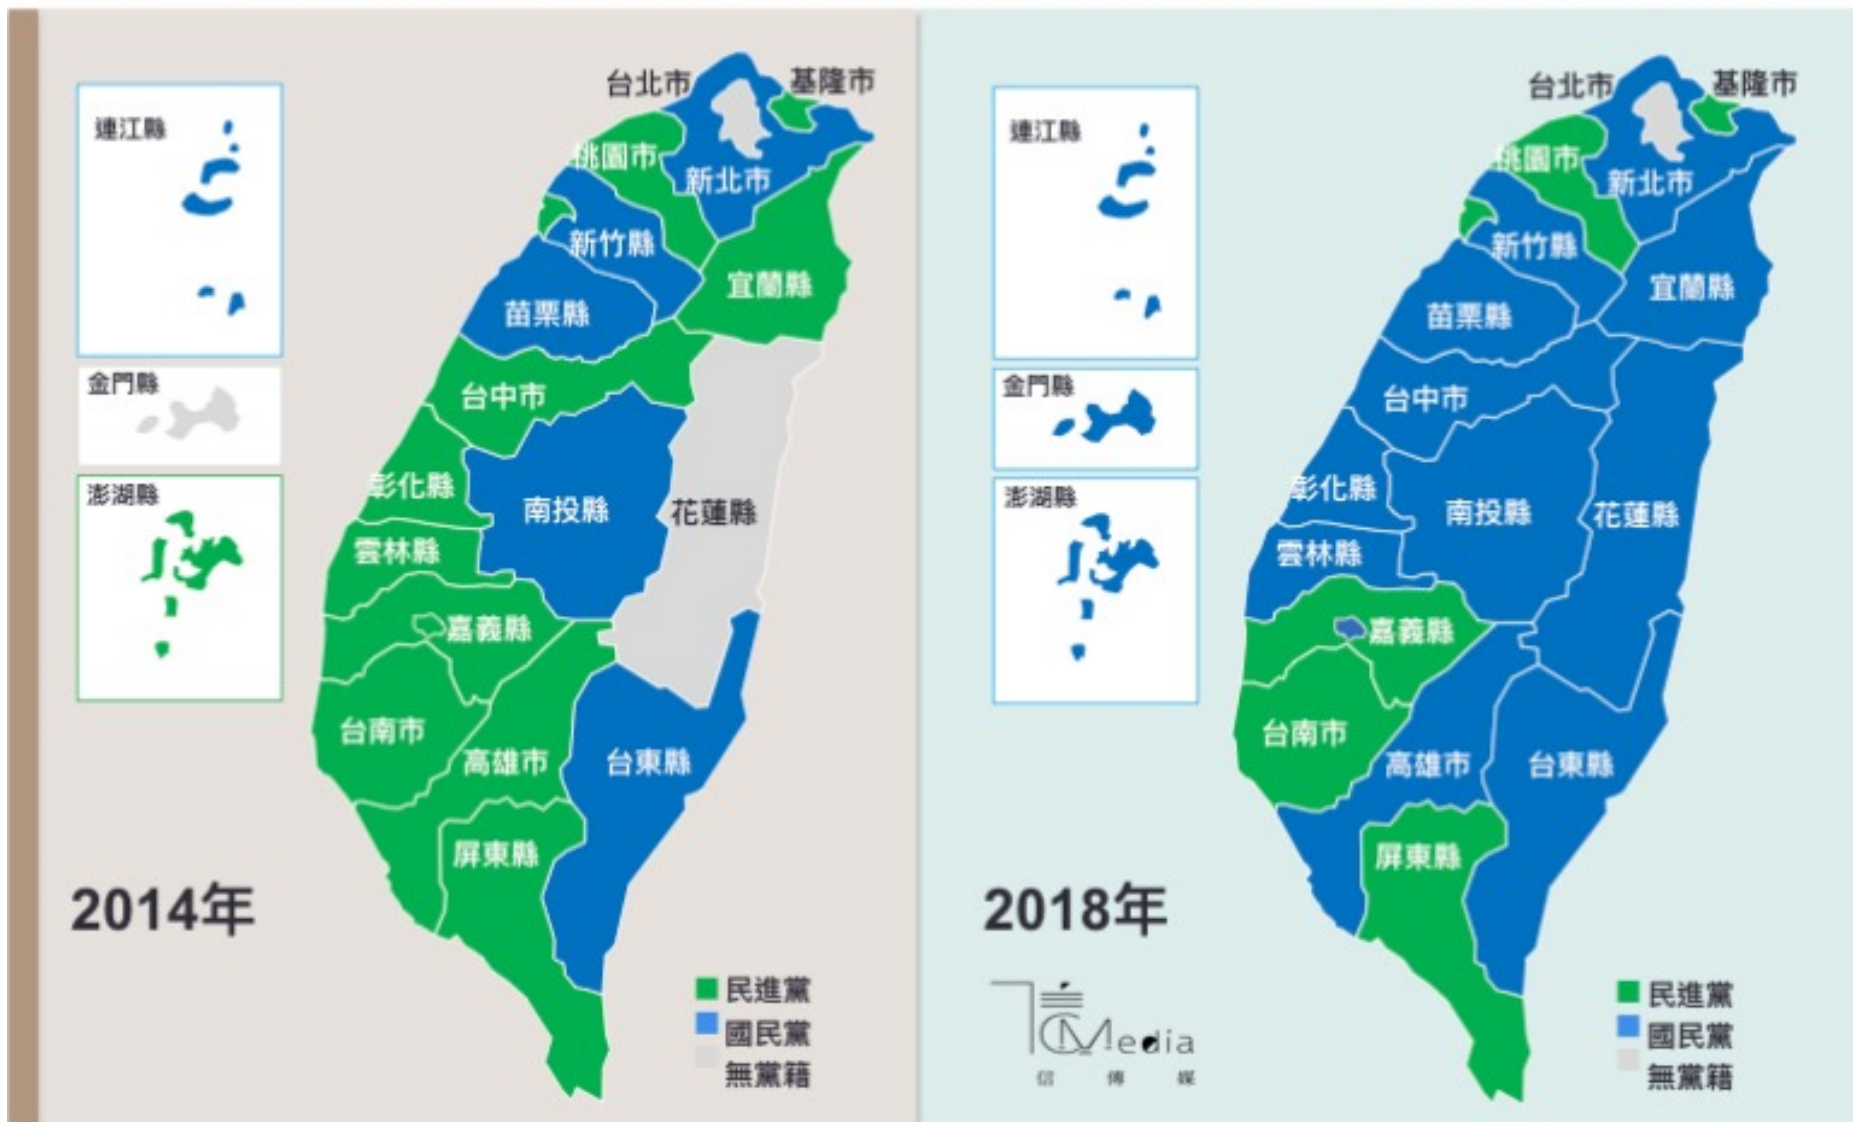 台北市
基隆市
連江縣
桃園市
新北市
新竹縣
宜蘭縣
苗栗縣
金門縣
台中市
澎湖縣
彰化縣
南投縣
花蓮縣
雲林縣
嘉義縣
台南市
高雄市
台東縣
屏東縣
2014年
民進黨
國民黨
無黨籍
台北市
基隆市
連江縣
桃園市
新北市
新竹縣
宜蘭縣
苗栗縣
金門縣
台中市
澎湖縣
彰化縣
南投縣
花蓮縣
雲林縣
嘉義縣
台南市
高雄市
台東縣
屏東縣
2018年
民進黨
國民黨
無黨籍
信
CMedia
信傳媒